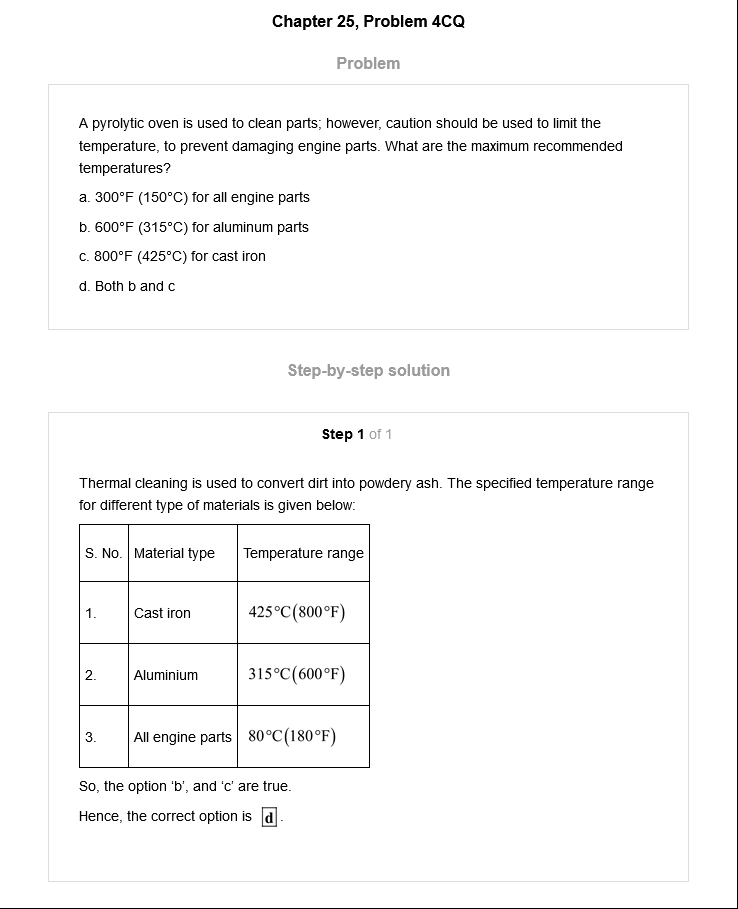 Chapter 25, Problem 4CQ
Problem
A pyrolytic oven is used to clean parts; however, caution should be used to limit the
temperature, to prevent damaging engine parts. What are the maximum recommended
temperatures?
a. 300°F (150°C) for all engine parts
b. 600°F (315°C) for aluminum parts
c. 800°F (425°C) for cast iron
d. Both b and c
Step-by-step solution
Step 1 of 1
Thermal cleaning is used to convert dirt into powdery ash. The specified temperature range
for different type of materials is given below:
S. No. Material type Temperature range
1. Cast iron 425°C(800°F)
2. Aluminium 315°C(600°F)
3. All engine parts 80°C(180°F)
So, the option ‘b’, and ‘c’ are true.
Hence, the correct option is d.